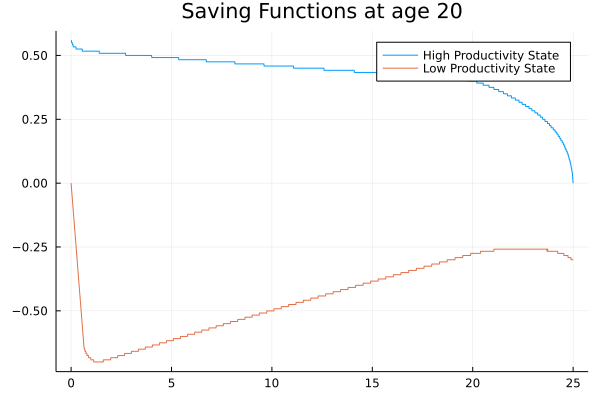 Saving Functions at age 20
0.50
0.25
0.00
−0.25
−0.50
High Productivity State
Low Productivity State
0 5 10 15 20 25